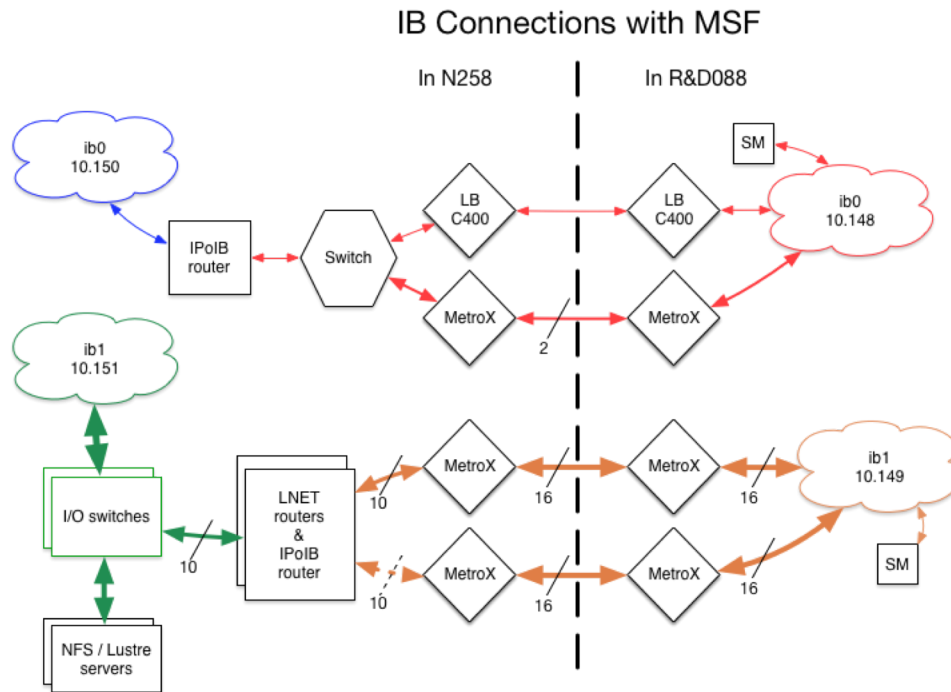 IB Connections with MSF
In N258
In R&D088
ib0
10.150
IPoIB
router
Switch
LB
C400
LB
C400
SM
ib0
10.148
MetroX
2
MetroX
ib1
10.151
I/O switches
10
NFS / Lustre
servers
LNET
routers
&
IPoIB
router
10
MetroX
16
MetroX
16
ib1
10.149
10
MetroX
16
MetroX
16
SM